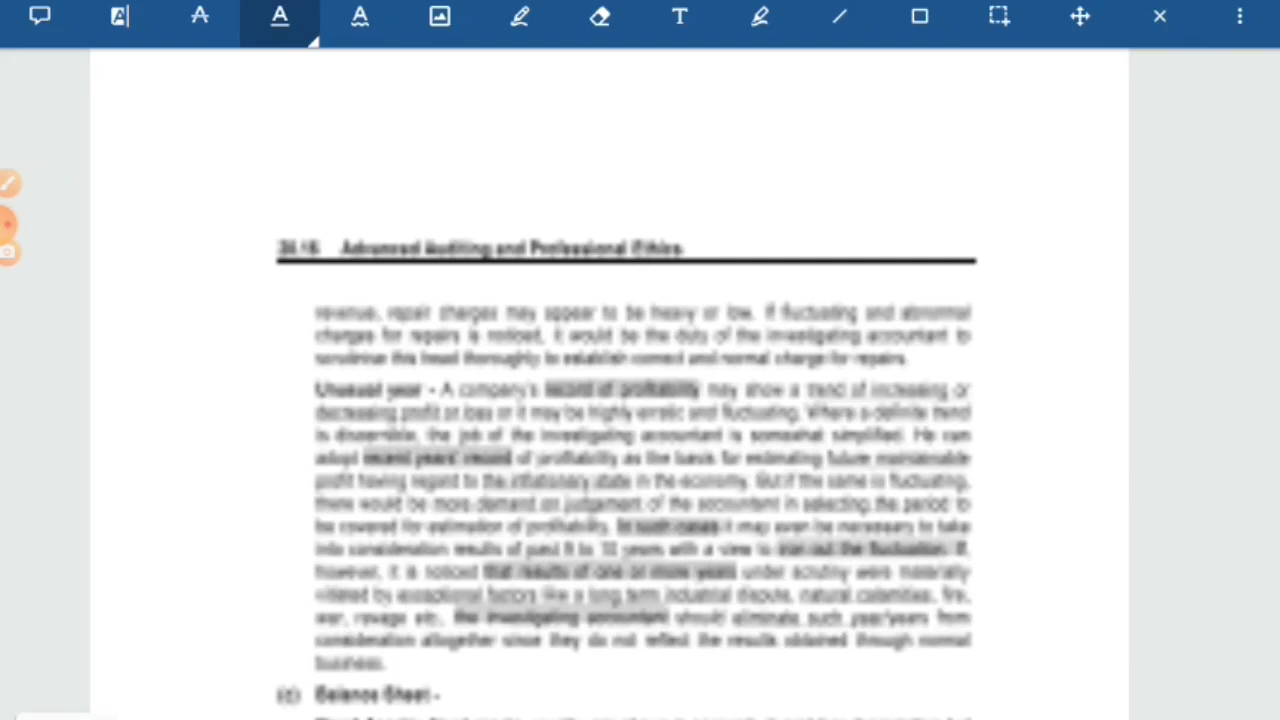 Advanced Auditing and Professional Ethics
revenue, repair charges may appear to be heavy or low. If fluctuating and abnormal
charges for repairs is noticed, it would be the duty of the investigating accountant to
scrutinise this head thoroughly to establish correct and normal charge for repairs.
Unusual year - A company's record of profitability may show a trend of increasing or
decreasing profit or loss or it may be highly erratic and fluctuating. Where a definite trend
is discernible, the job of the investigating accountant is somewhat simplified. He can
adopt recent years' record of profitability as the basis for estimating future maintainable
profit having regard to the inflationary state in the economy. But if the same is fluctuating,
there would be more demand on judgement of the accountant in selecting the period to
be covered for estimation of profitability. In such cases it may even be necessary to take
into consideration results of past to 10 years with a view to iron out the fluctuation. If,
however, it is noticed that results of one or more years under scrutiny were materially
vitiated by exceptional factors like a long term industrial dispute, natural calamities, fire,
war, ravage etc., the investigating accountant should eliminate such year/years from
consideration altogether since they do not reflect the results obtained through normal
business.
(c) Balance Sheet -